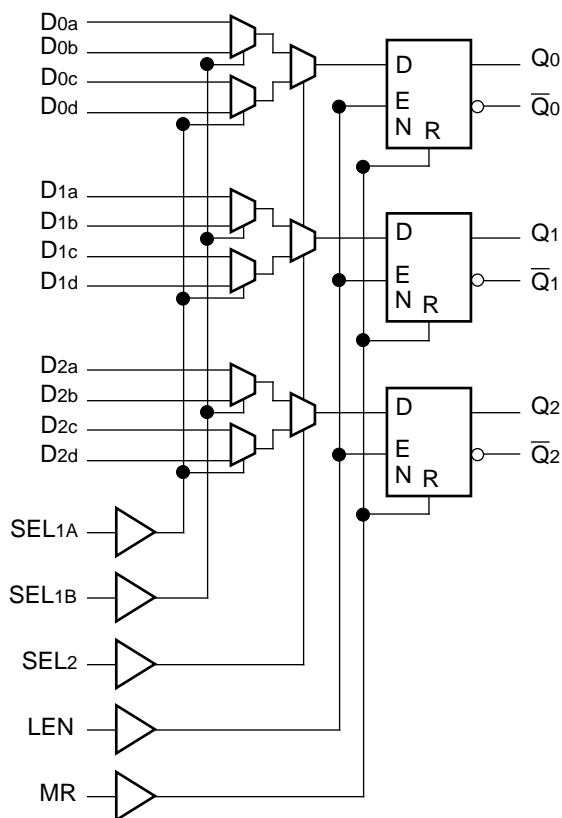 D0a
D0b
D0c
D0d
D
E
N
R
Q0
Q̅0
D1a
D1b
D1c
D1d
D
E
N
R
Q1
Q̅1
D2a
D2b
D2c
D2d
D
E
N
R
Q2
Q̅2
SEL1A
SEL1B
SEL2
LEN
MR